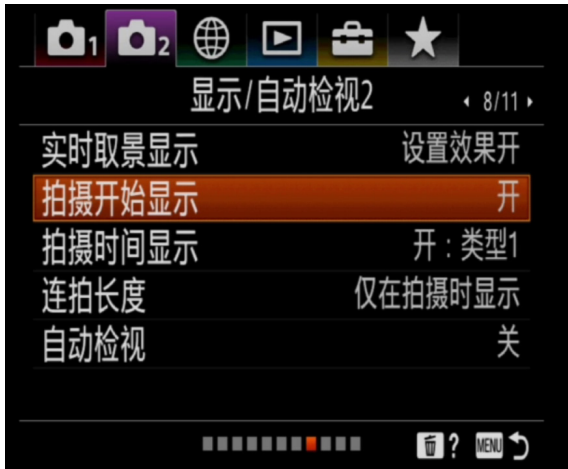 1 2
显示/自动检视2 8/11
实时取景显示 设置效果开
拍摄开始显示 开
拍摄时间显示 开：类型1
连拍长度 仅在拍摄时显示
自动检视 关
? MENU